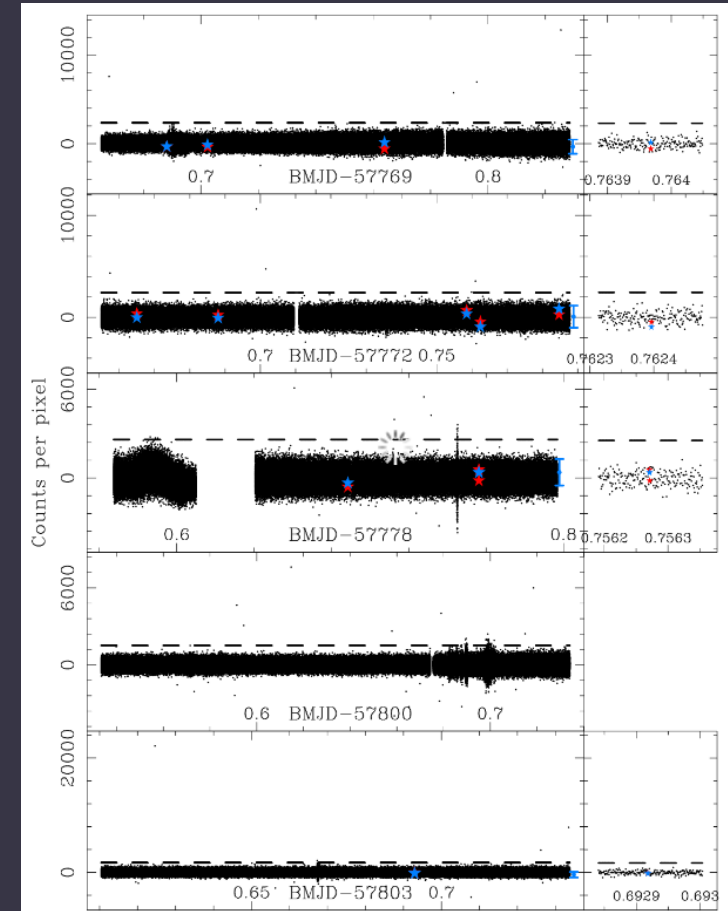 Counts per pixel
10000
0
0.7 BMJD-57769 0.8
0.7639 0.764
10000
0
0.7 BMJD-57772 0.75
0.7623 0.7624
6000
0
0.6 BMJD-57778 0.8
0.7562 0.7563
6000
0
0.6 BMJD-57800 0.7
20000
0
0.65 BMJD-57803 0.7
0.6929 0.693